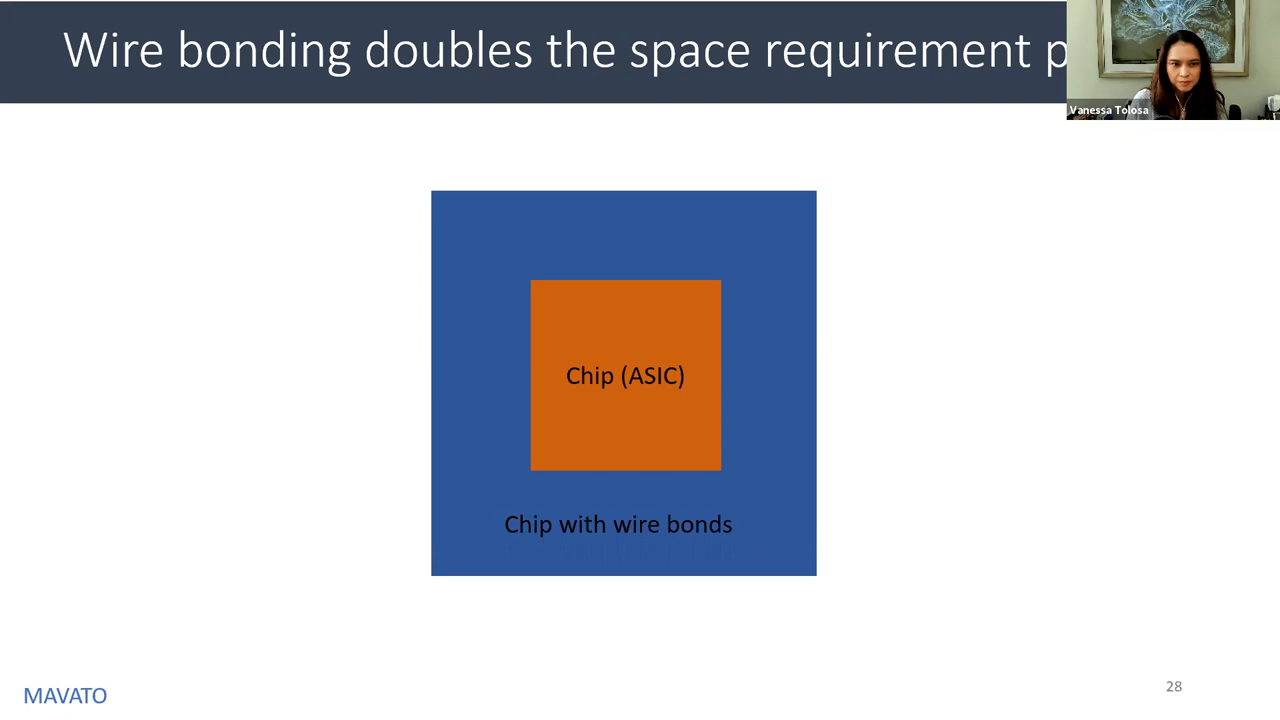 Wire bonding doubles the space requirement p
Vanessa Tolosa
Chip (ASIC)
Chip with wire bonds
MAVATO
28